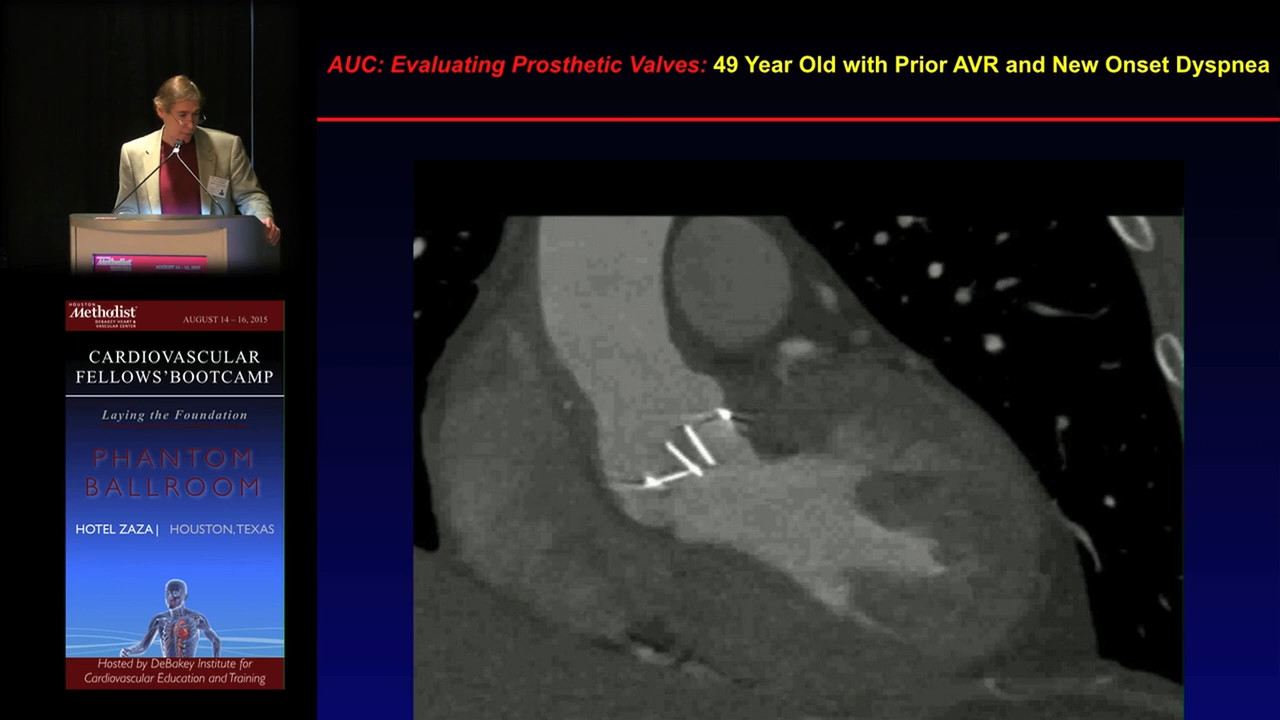 AUC: Evaluating Prosthetic Valves: 49 Year Old with Prior AVR and New Onset Dyspnea
HOUSTON
Methodist
DEBAKEY HEART &
VASCULAR CENTER
AUGUST 14 – 16, 2015
CARDIOVASCULAR
FELLOWS’BOOTCAMP
Laying the Foundation
PHANTOM
BALLROOM
HOTEL ZAZA | HOUSTON, TEXAS
Hosted by DeBakey Institute for
Cardiovascular Education and Training